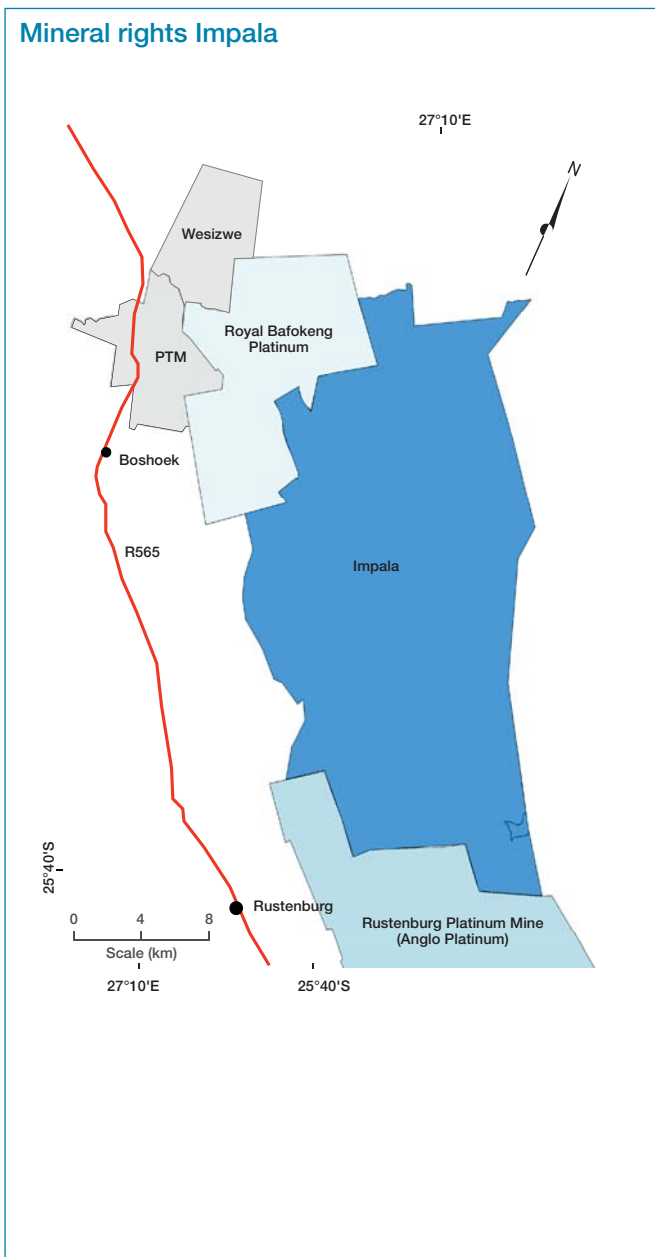 Mineral rights Impala
27°10'E
N
Wesizwe
Royal Bafokeng
Platinum
PTM
Boshoek
R565
Impala
25°40'S
Rustenburg
0 4 8
Scale (km)
Rustenburg Platinum Mine
(Anglo Platinum)
27°10'E
25°40'S